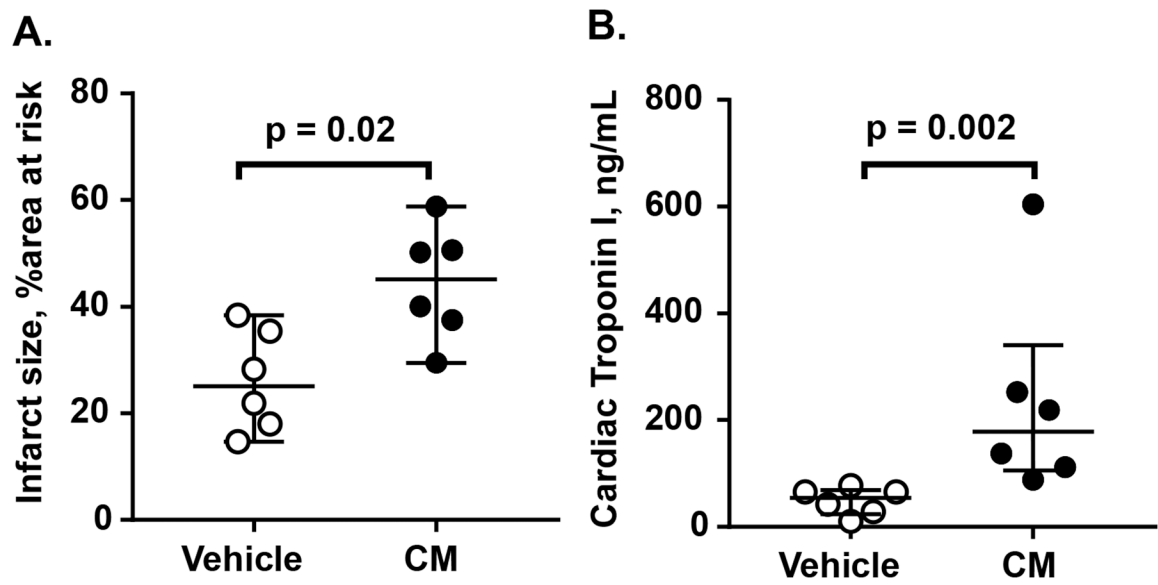 A.
Infarct size, %area at risk
80
60
40
20
0
p = 0.02
Vehicle
CM
B.
Cardiac Troponin I, ng/mL
800
600
400
200
0
p = 0.002
Vehicle
CM